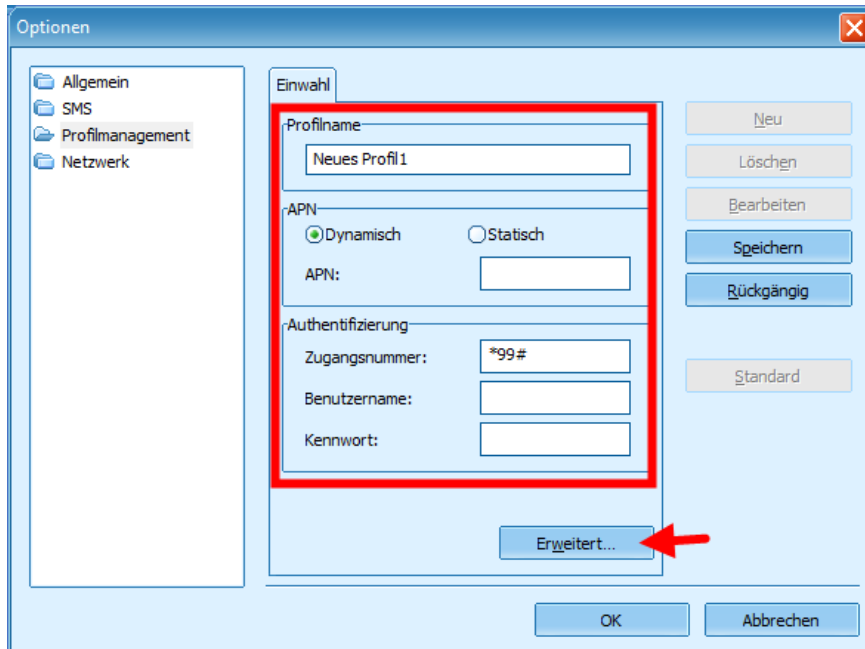 Optionen
Allgemein
SMS
Profilmanagement
Netzwerk
Einwahl
Profilname
Neues Profil1
APN
Dynamisch
Statisch
APN:
Authentifizierung
Zugangsnummer:
*99#
Benutzername:
Kennwort:
Erweitert...
Neu
Löschen
Bearbeiten
Speichern
Rückgängig
Standard
OK
Abbrechen